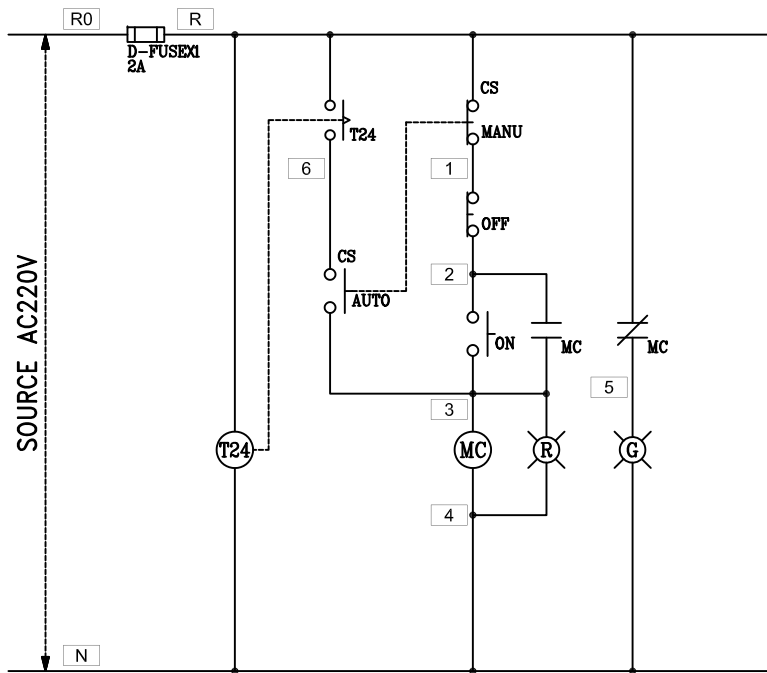 R0
R
D-FUSEX1
2A
CS
T24
MANU
6
1
OFF
CS
2
AUTO
ON
MC
MC
5
3
SOURCE AC220V
T24
MC
R
G
4
N